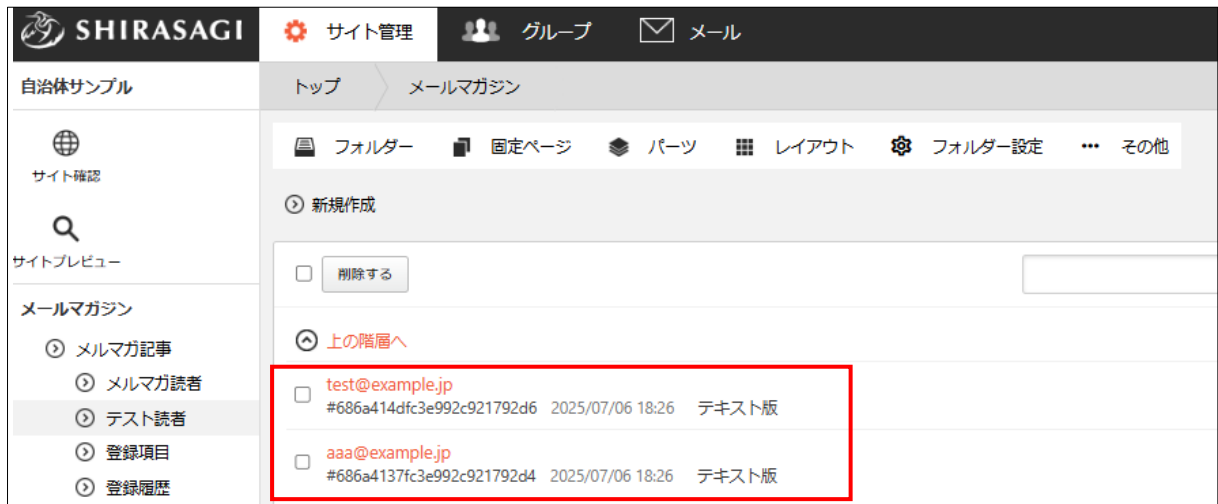 SHIRASAGI サイト管理 グループ メール
自治体サンプル
トップ メールマガジン
フォルダー 固定ページ パーツ レイアウト フォルダー設定 ••• その他
サイト確認
新規作成
サイトプレビュー
削除する
メールマガジン
メルマガ記事
メルマガ読者
テスト読者
登録項目
登録履歴
上の階層へ
test@example.jp
#686a414dfc3e992c921792d6 2025/07/06 18:26 テキスト版
aaa@example.jp
#686a4137fc3e992c921792d4 2025/07/06 18:26 テキスト版